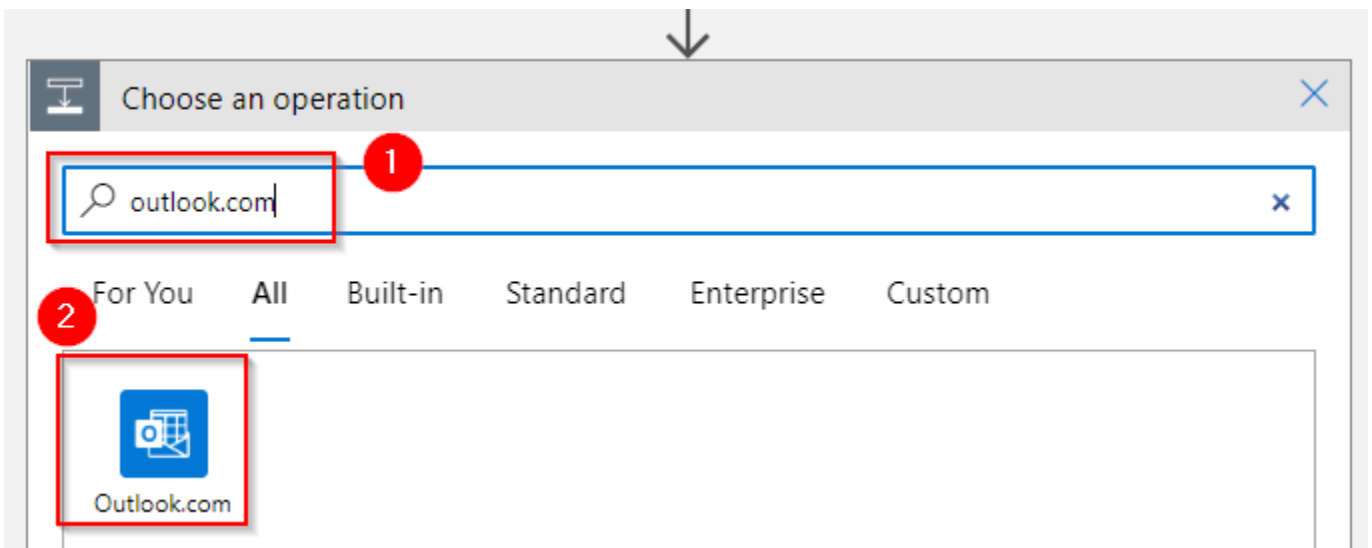 Choose an operation
1
outlook.com
For You All Built-in Standard Enterprise Custom
2
Outlook.com